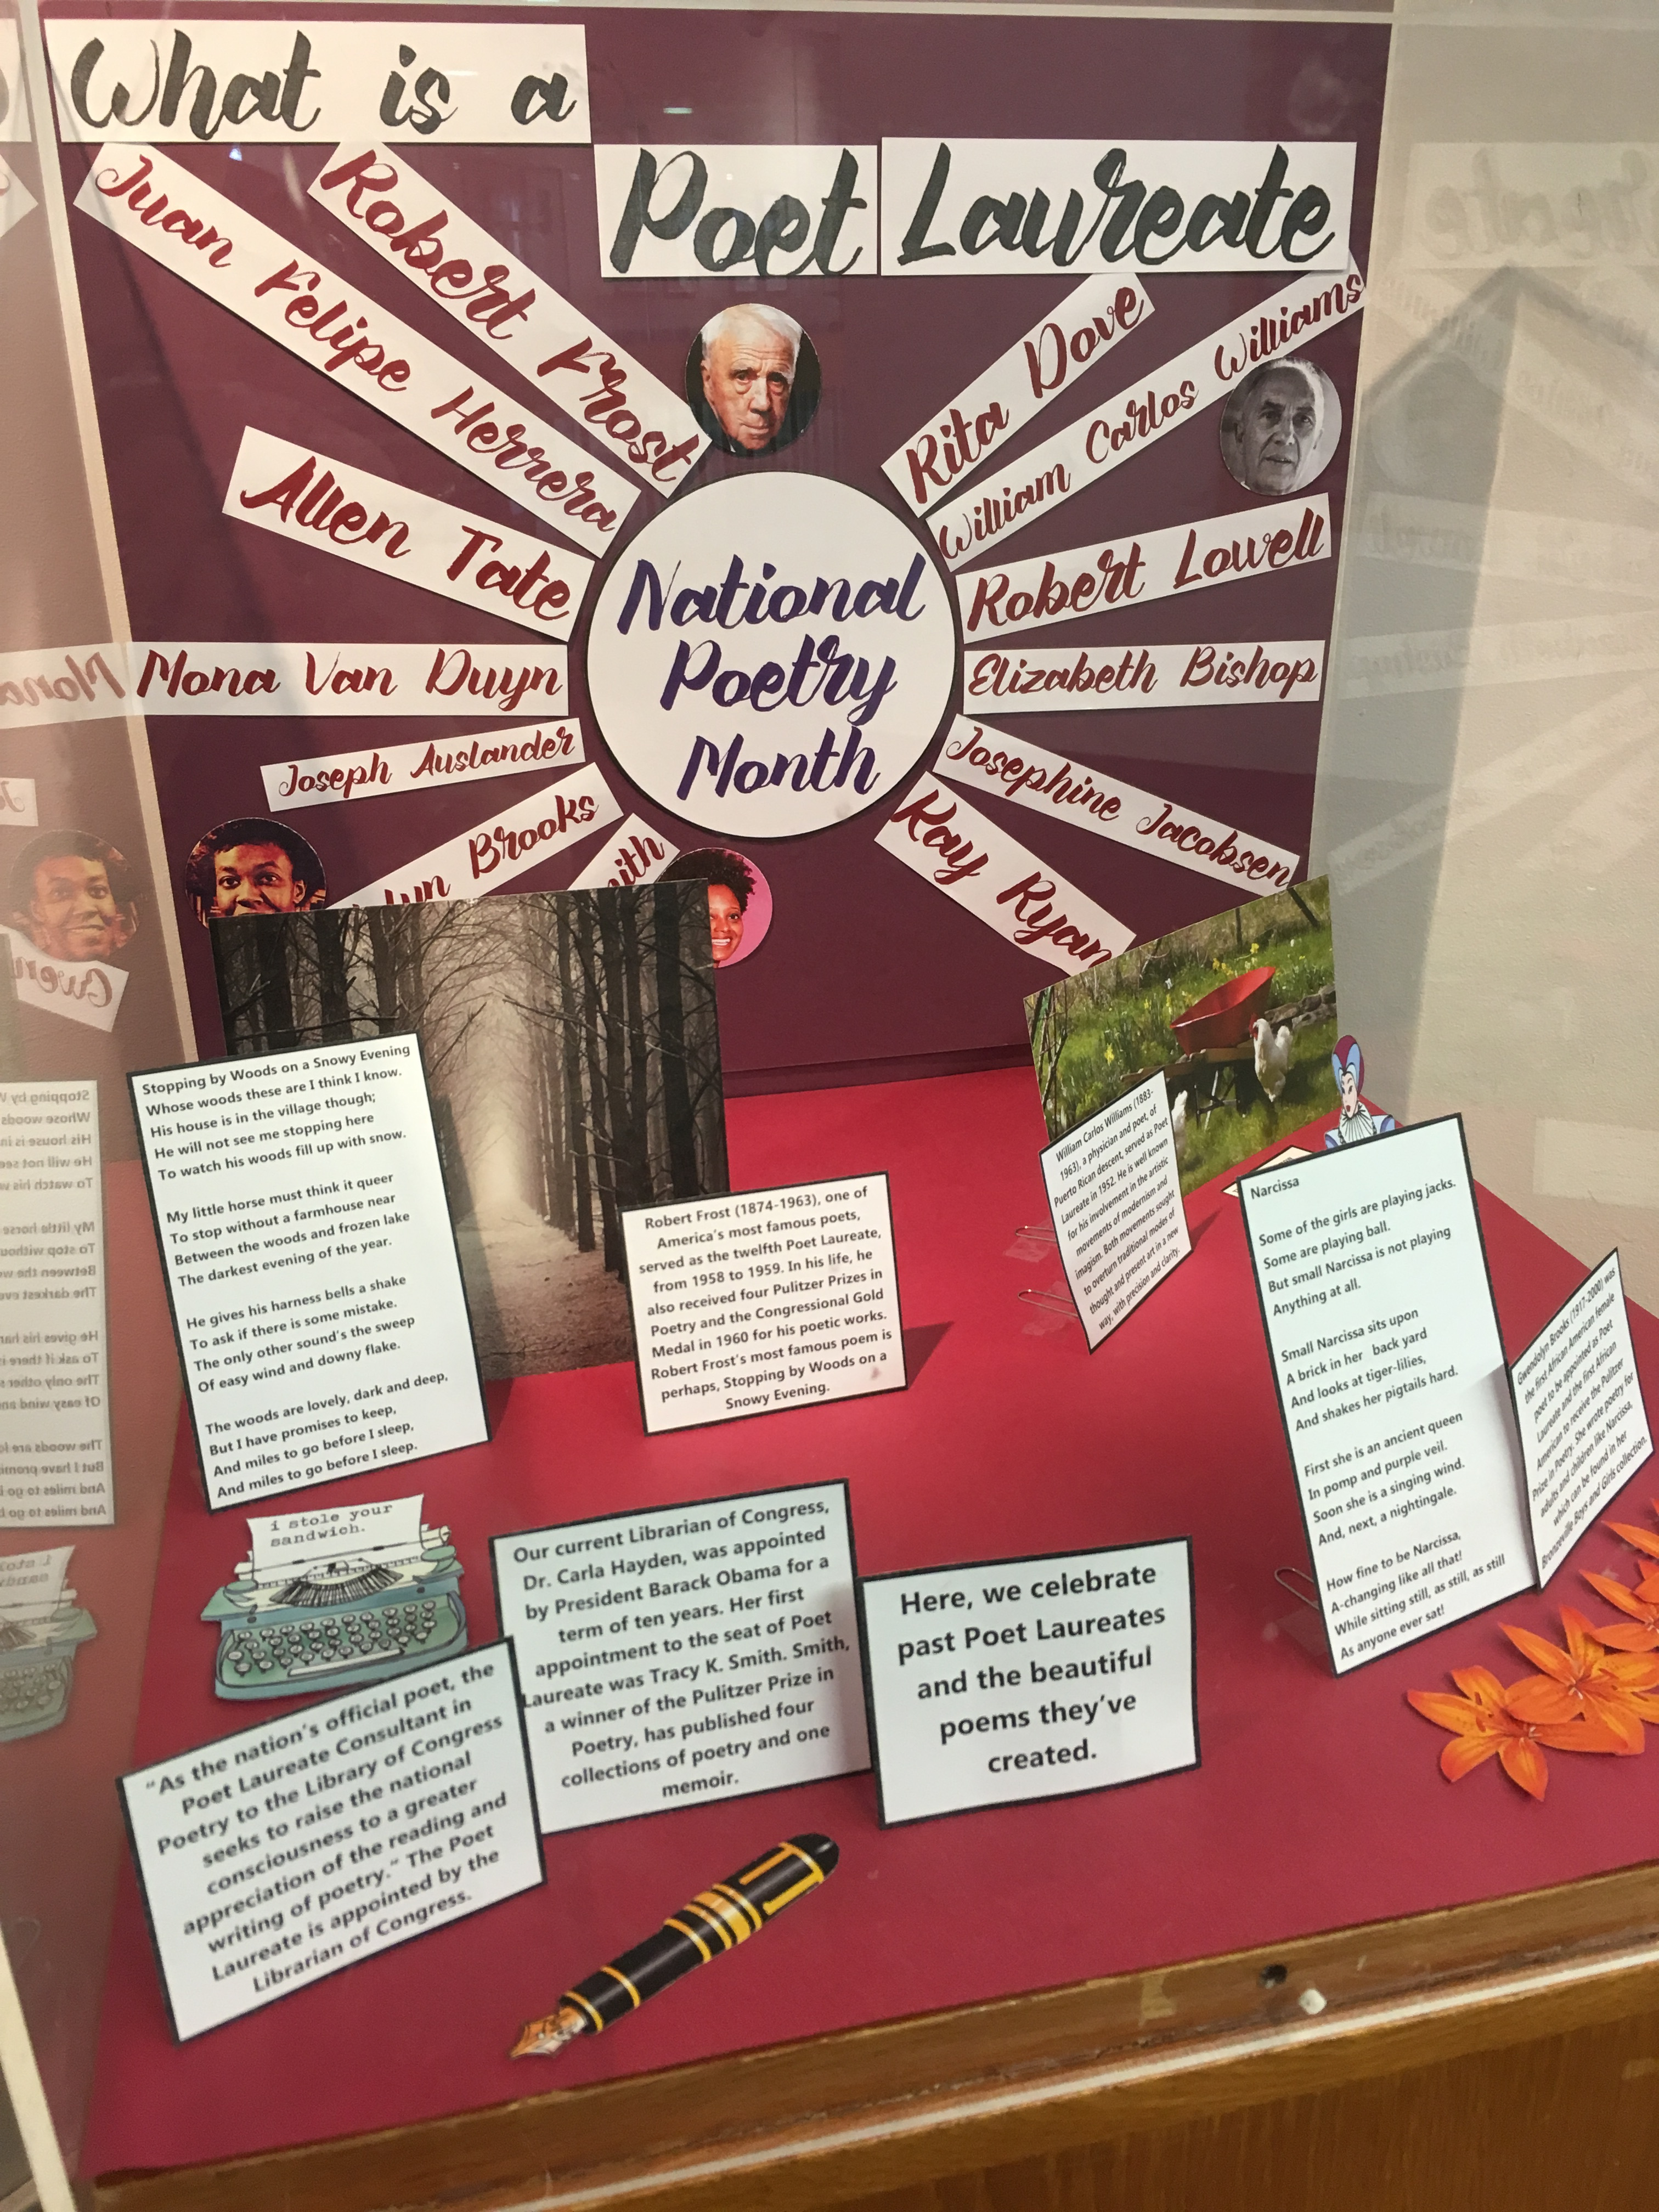 What is a
Poet Laureate
Juan Felipe Herrera
Robert Frost
Allen Tate
Mona Van Duyn
Joseph Auslander
Brooks
Rita Dove
William Carlos Williams
Robert Lowell
Elizabeth Bishop
Josephine Jacobsen
Kay Ryan
National
Poetry
Month
Stopping by Woods on a Snowy Evening
Whose woods these are I think I know.
His house is in the village though;
He will not see me stopping here
To watch his woods fill up with snow.
My little horse must think it queer
To stop without a farmhouse near
Between the woods and frozen lake
The darkest evening of the year.
He gives his harness bells a shake
To ask if there is some mistake.
The only other sound's the sweep
Of easy wind and downy flake.
The woods are lovely, dark and deep,
But I have promises to keep,
And miles to go before I sleep,
And miles to go before I sleep.
Robert Frost (1874-1963), one of
America's most famous poets,
served as the twelfth Poet Laureate,
from 1958 to 1959. In his life, he
also received four Pulitzer Prizes in
Poetry and the Congressional Gold
Medal in 1960 for his poetic works.
Robert Frost's most famous poem is
perhaps, Stopping by Woods on a
Snowy Evening.
William Carlos Williams (1883-
1963), a physician and poet, of
Puerto Rican descent, served as Poet
Laureate in 1952. He is well known
for his involvement in the artistic
movements of modernism and
imagism. Both movements sought
to overturn traditional modes of
thought and present art in a new
way, with precision and clarity.
Narcissa
Some of the girls are playing jacks.
Some are playing ball.
But small Narcissa is not playing
Anything at all.
Small Narcissa sits upon
A brick in her back yard
And looks at tiger-lilies,
And shakes her pigtails hard.
First she is an ancient queen
In pomp and purple veil.
Soon she is a singing wind.
And, next, a nightingale.
How fine to be Narcissa,
A-changing like all that!
While sitting still, as still, as still
As anyone ever sat!
Gwendolyn Brooks (1917-2000) was
the first African American female
poet to be appointed as Poet
Laureate and the first African
American to receive the Pulitzer
Prize in Poetry. She wrote poetry for
adults and children like Narcissa,
which can be found in her
Bronzeville Boys and Girls collection.
i stole your
sandwich.
Our current Librarian of Congress,
Dr. Carla Hayden, was appointed
by President Barack Obama for a
term of ten years. Her first
appointment to the seat of Poet
Laureate was Tracy K. Smith. Smith,
a winner of the Pulitzer Prize in
Poetry, has published four
collections of poetry and one
memoir.
Here, we celebrate
past Poet Laureates
and the beautiful
poems they've
created.
"As the nation's official poet, the
Poet Laureate Consultant in
Poetry to the Library of Congress
seeks to raise the national
consciousness to a greater
appreciation of the reading and
writing of poetry." The Poet
Laureate is appointed by the
Librarian of Congress.